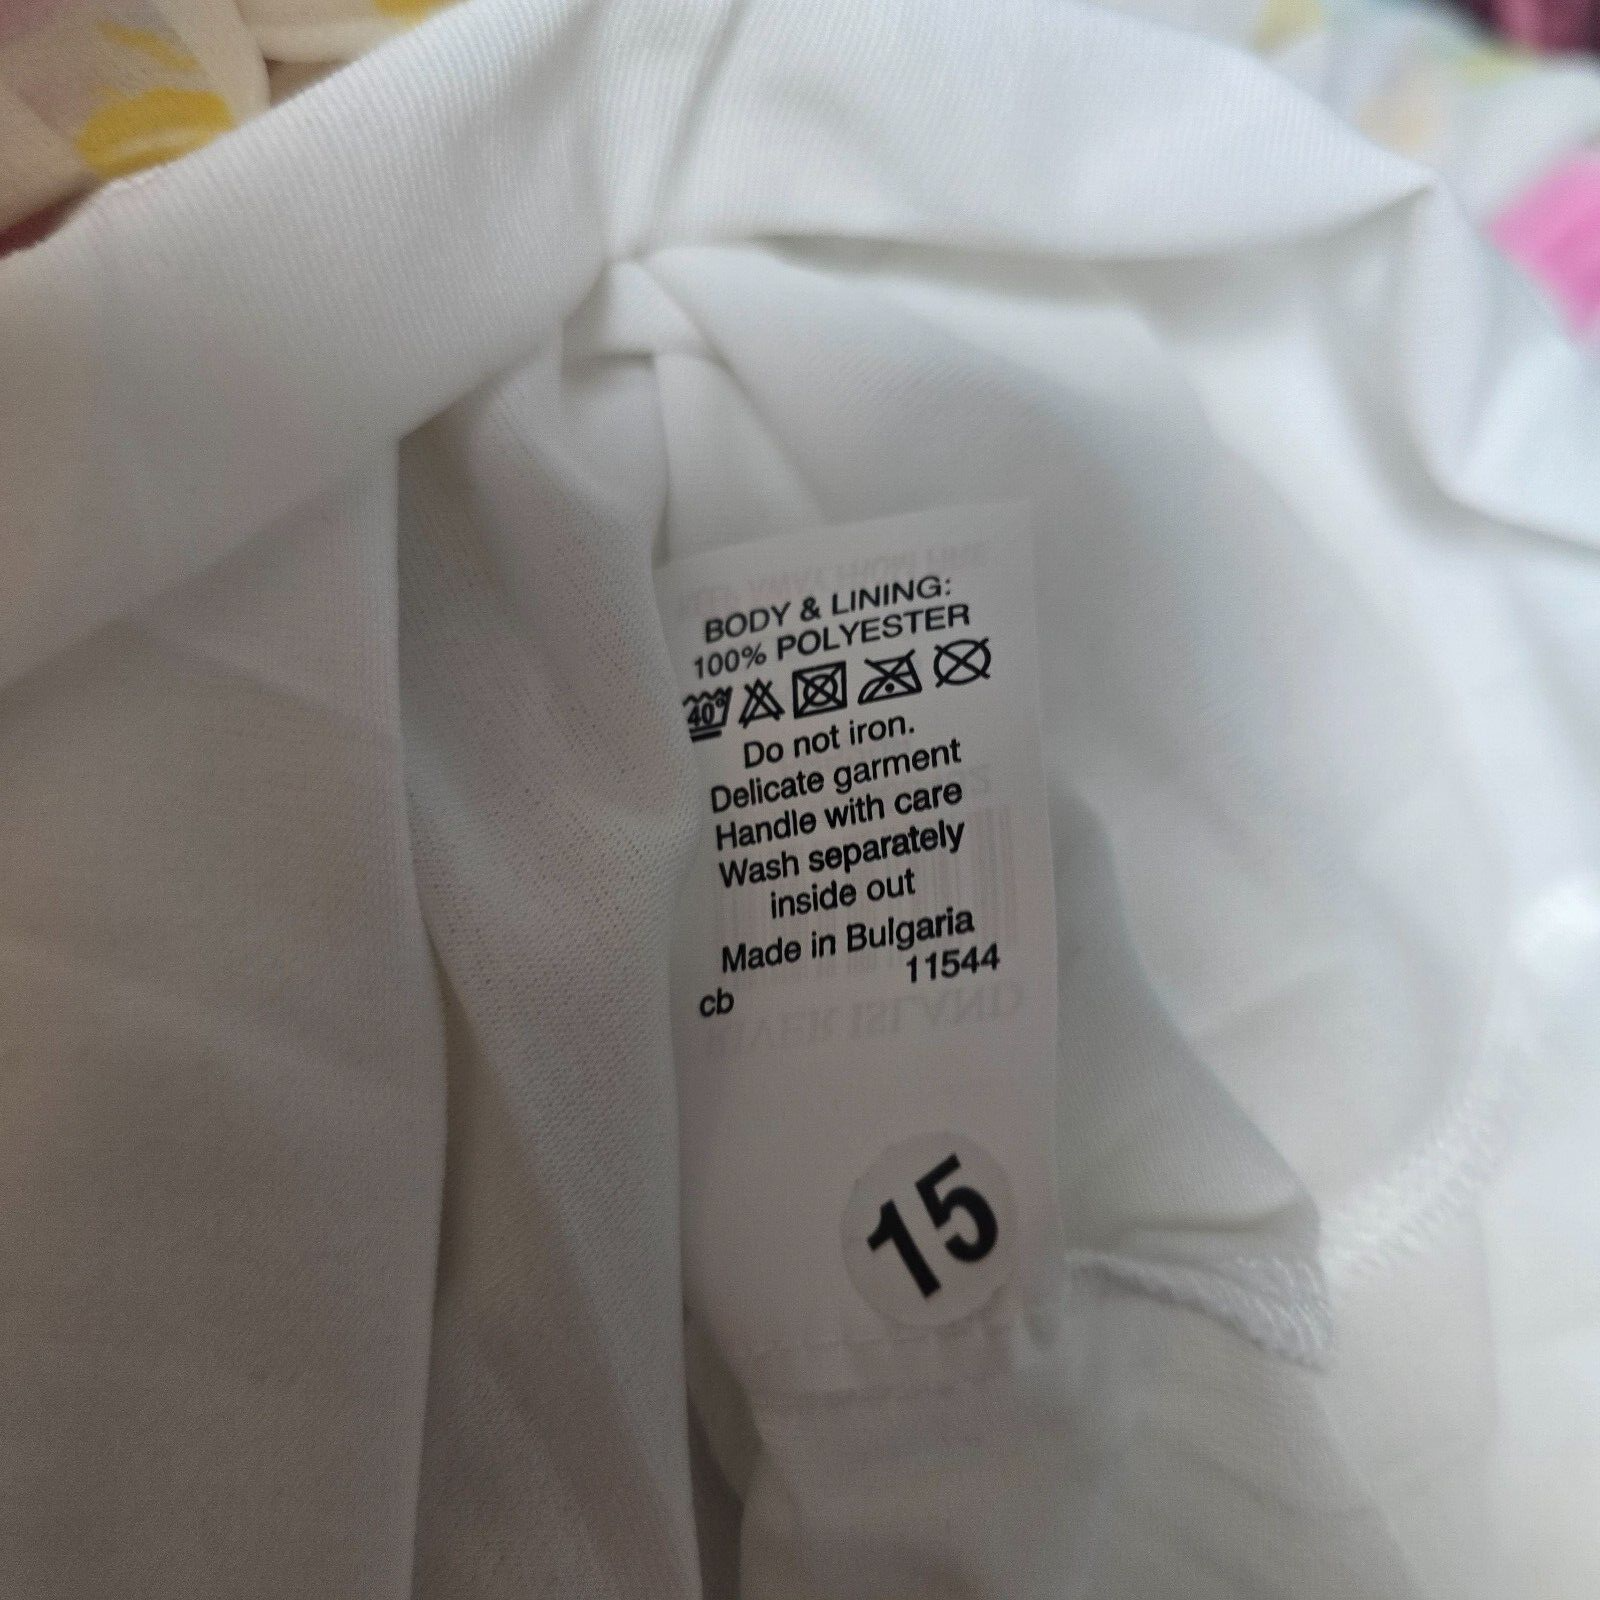 BODY & LINING:
100% POLYESTER
40°
Do not iron.
Delicate garment
Handle with care
Wash separately
inside out
Made in Bulgaria
11544
cb
15